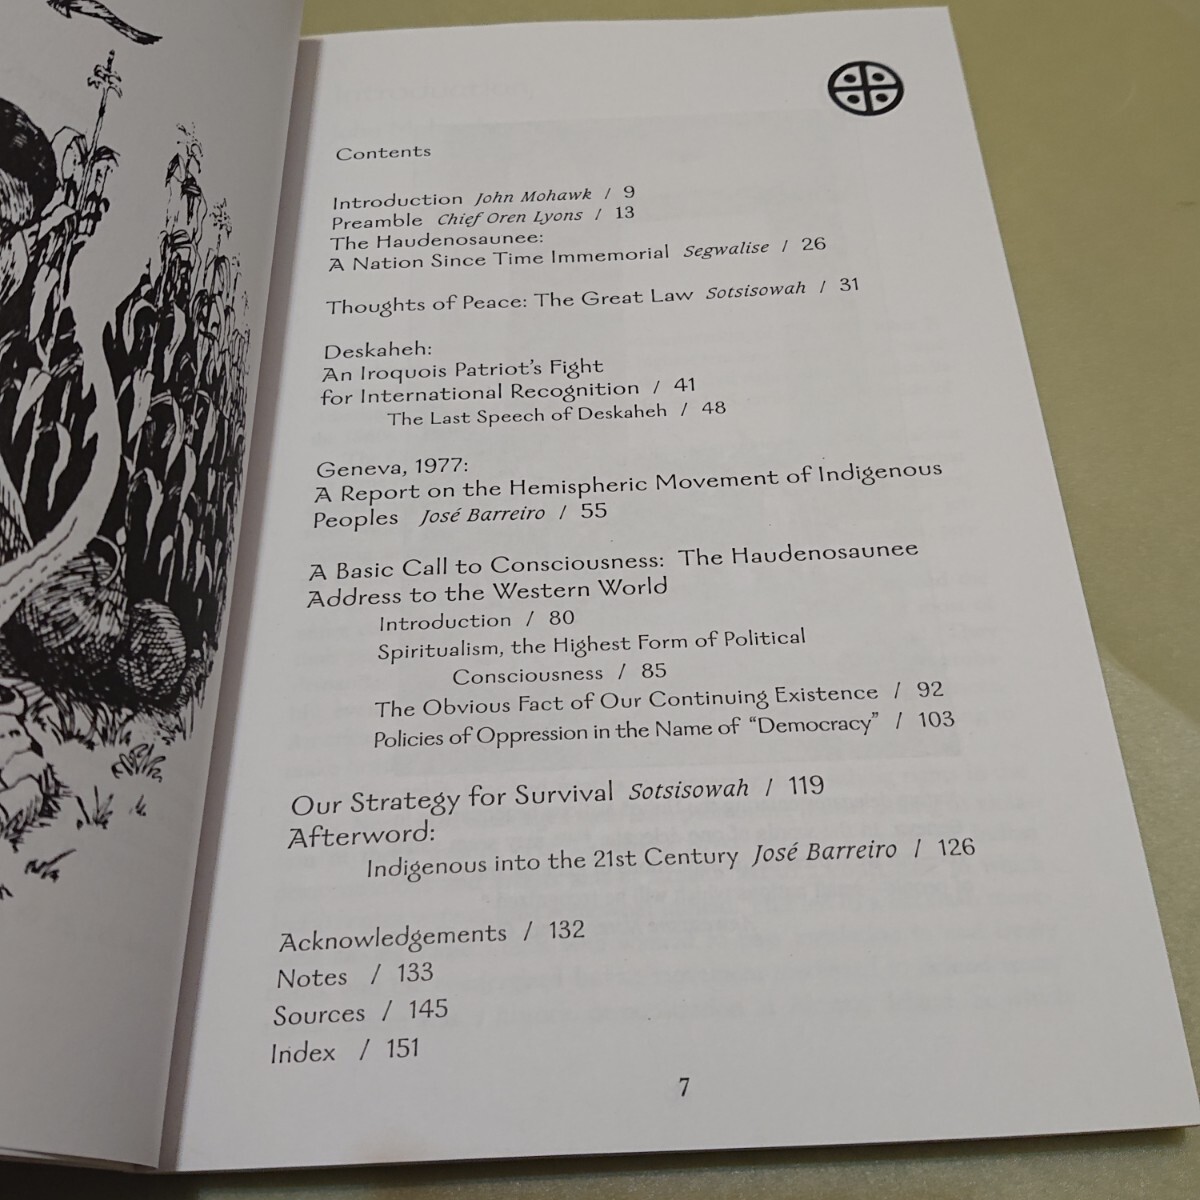 Contents
Introduction John Mohawk / 9
Preamble Chief Oren Lyons / 13
The Haudenosaunee:
A Nation Since Time Immemorial Segwalise / 26
Thoughts of Peace: The Great Law Sotsisowah / 31
Deskaheh:
An Iroquois Patriot's Fight
for International Recognition / 41
The Last Speech of Deskaheh / 48
Geneva, 1977:
A Report on the Hemispheric Movement of Indigenous
Peoples José Barreiro / 55
A Basic Call to Consciousness: The Haudenosaunee
Address to the Western World
Introduction / 80
Spiritualism, the Highest Form of Political
Consciousness / 85
The Obvious Fact of Our Continuing Existence / 92
Policies of Oppression in the Name of “Democracy” / 103
Our Strategy for Survival Sotsisowah / 119
Afterword:
Indigenous into the 21st Century José Barreiro / 126
Acknowledgements / 132
Notes / 133
Sources / 145
Index / 151
7